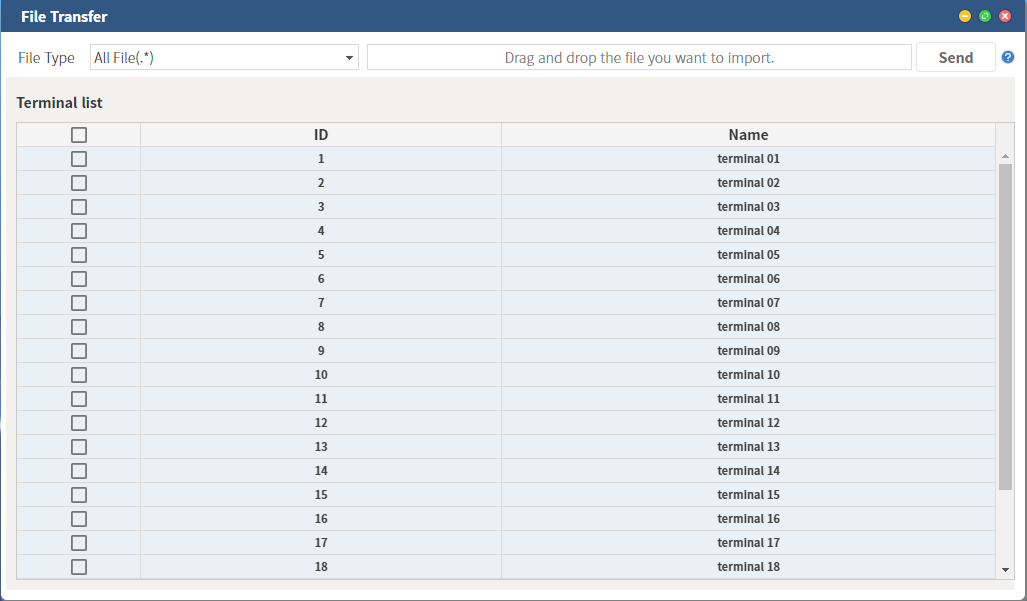 File Transfer
File Type All File(.*) Drag and drop the file you want to import. Send ?
Terminal list
ID Name
1 terminal 01
2 terminal 02
3 terminal 03
4 terminal 04
5 terminal 05
6 terminal 06
7 terminal 07
8 terminal 08
9 terminal 09
10 terminal 10
11 terminal 11
12 terminal 12
13 terminal 13
14 terminal 14
15 terminal 15
16 terminal 16
17 terminal 17
18 terminal 18